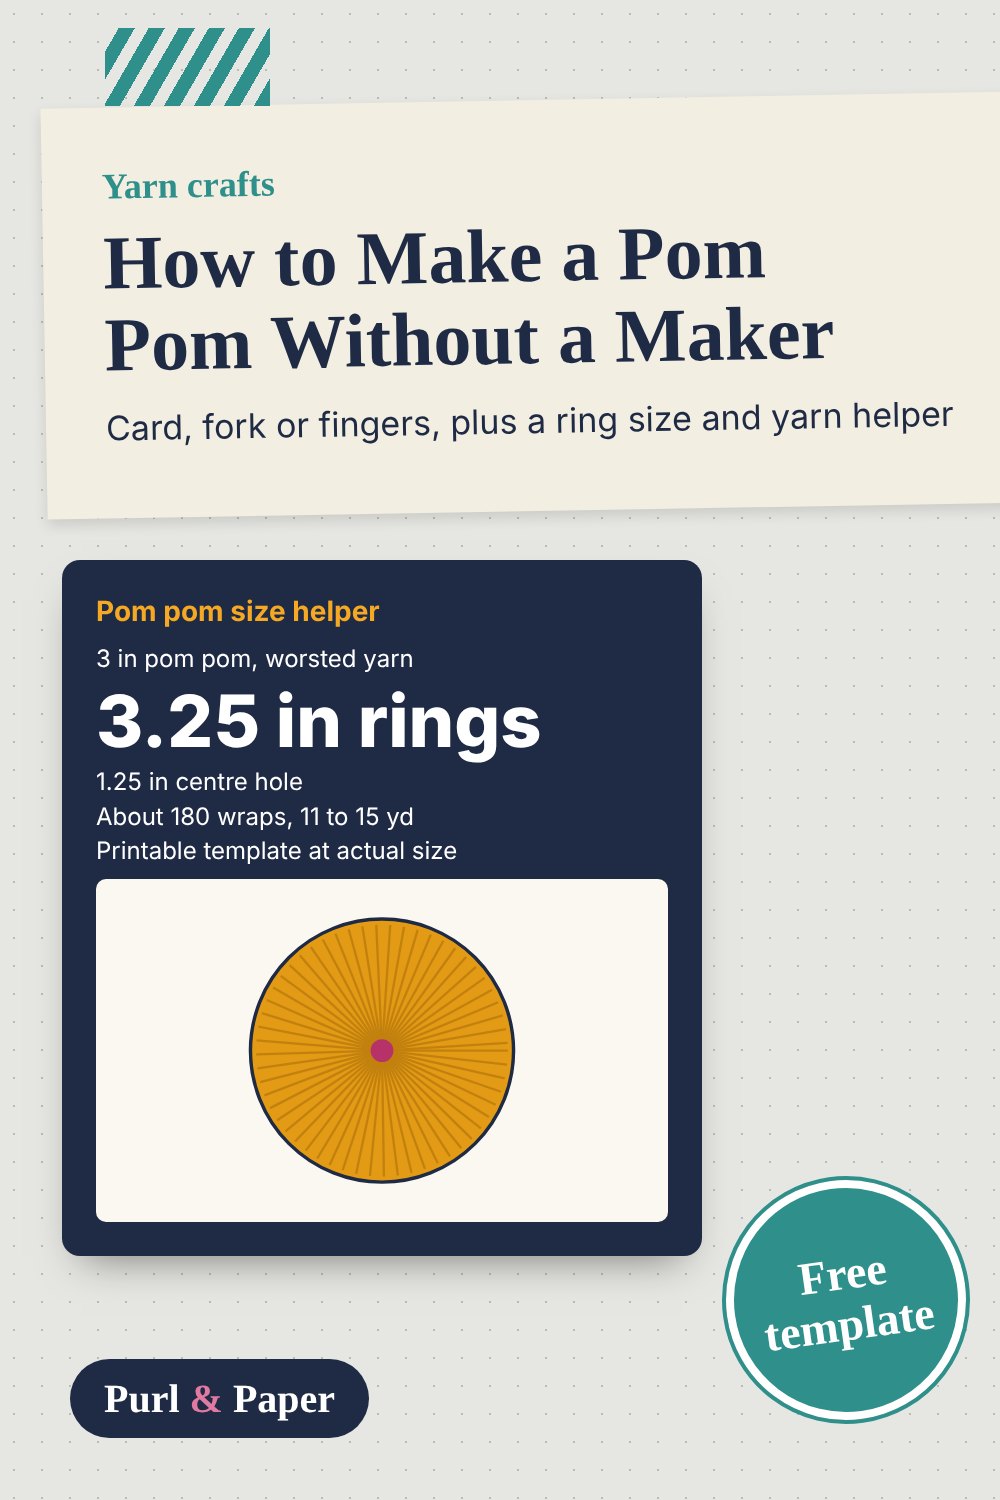 Yarn crafts
How to Make a Pom
Pom Without a Maker
Card, fork or fingers, plus a ring size and yarn helper
Pom pom size helper
3 in pom pom, worsted yarn
3.25 in rings
1.25 in centre hole
About 180 wraps, 11 to 15 yd
Printable template at actual size
Free
template
Purl & Paper